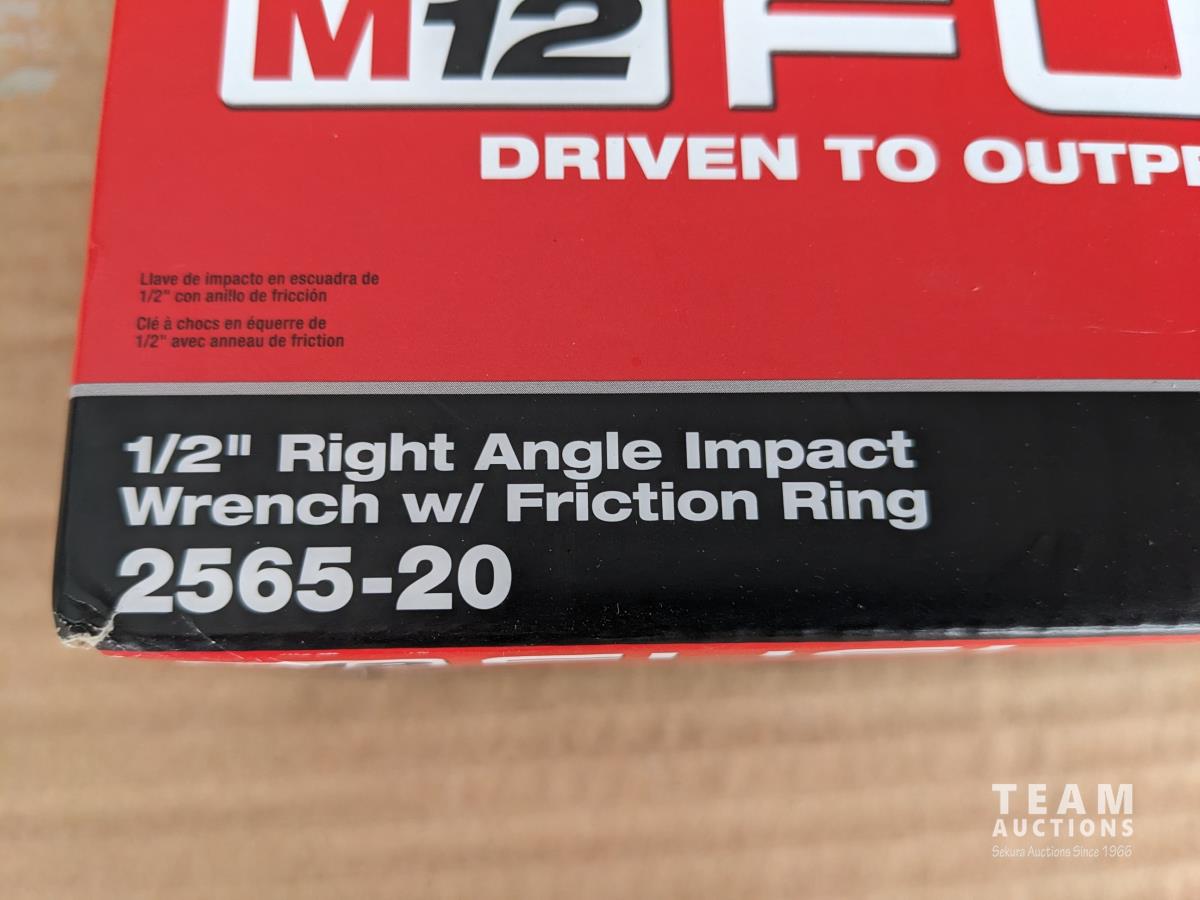 M12
DRIVEN TO
Llave de impacto en escuadra de
1/2" con anillo de fricción
Clé à chocs en équerre de
1/2" avec anneau de friction
1/2" Right Angle Impact
Wrench w/ Friction Ring
2565-20
TEAM
AUCTIONS
Sekura Auctions Since 1966